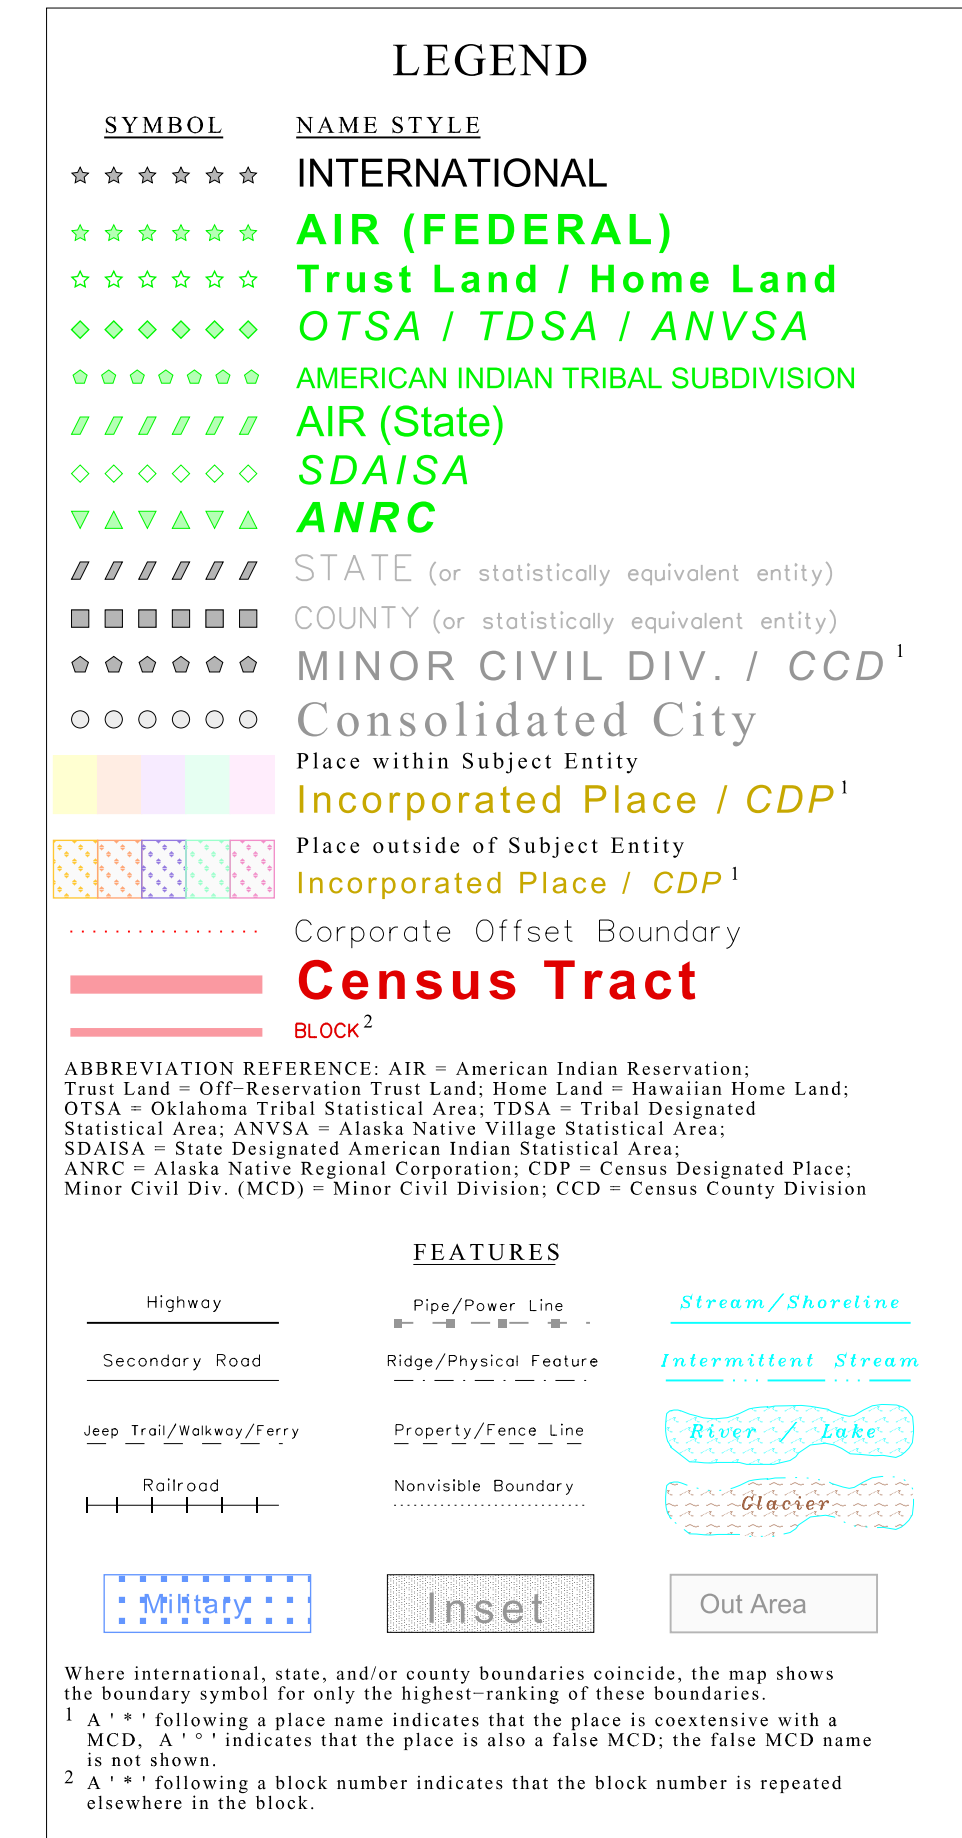 LEGEND
SYMBOL NAME STYLE
INTERNATIONAL
AIR (FEDERAL)
Trust Land / Home Land
OTSA / TDSA / ANVSA
AMERICAN INDIAN TRIBAL SUBDIVISION
AIR (State)
SDAISA
ANRC
STATE (or statistically equivalent entity)
COUNTY (or statistically equivalent entity)
MINOR CIVIL DIV. / CCD 1
Consolidated City
Place within Subject Entity
Incorporated Place / CDP 1
Place outside of Subject Entity
Incorporated Place / CDP 1
Corporate Offset Boundary
Census Tract
BLOCK 2
ABBREVIATION REFERENCE: AIR = American Indian Reservation;
Trust Land = Off−Reservation Trust Land; Home Land = Hawaiian Home Land;
OTSA = Oklahoma Tribal Statistical Area; TDSA = Tribal Designated
Statistical Area; ANVSA = Alaska Native Village Statistical Area;
SDAISA = State Designated American Indian Statistical Area;
ANRC = Alaska Native Regional Corporation; CDP = Census Designated Place;
Minor Civil Div. (MCD) = Minor Civil Division; CCD = Census County Division
FEATURES
Highway Pipe/Power Line Stream/Shoreline
Secondary Road Ridge/Physical Feature Intermittent Stream
Jeep Trail/Walkway/Ferry Property/Fence Line River / Lake
Railroad Nonvisible Boundary Glacier
Military Inset Out Area
Where international, state, and/or county boundaries coincide, the map shows
the boundary symbol for only the highest−ranking of these boundaries.
1 A ' * ' following a place name indicates that the place is coextensive with a
MCD, A ' ° ' indicates that the place is also a false MCD; the false MCD name
is not shown.
2 A ' * ' following a block number indicates that the block number is repeated
elsewhere in the block.